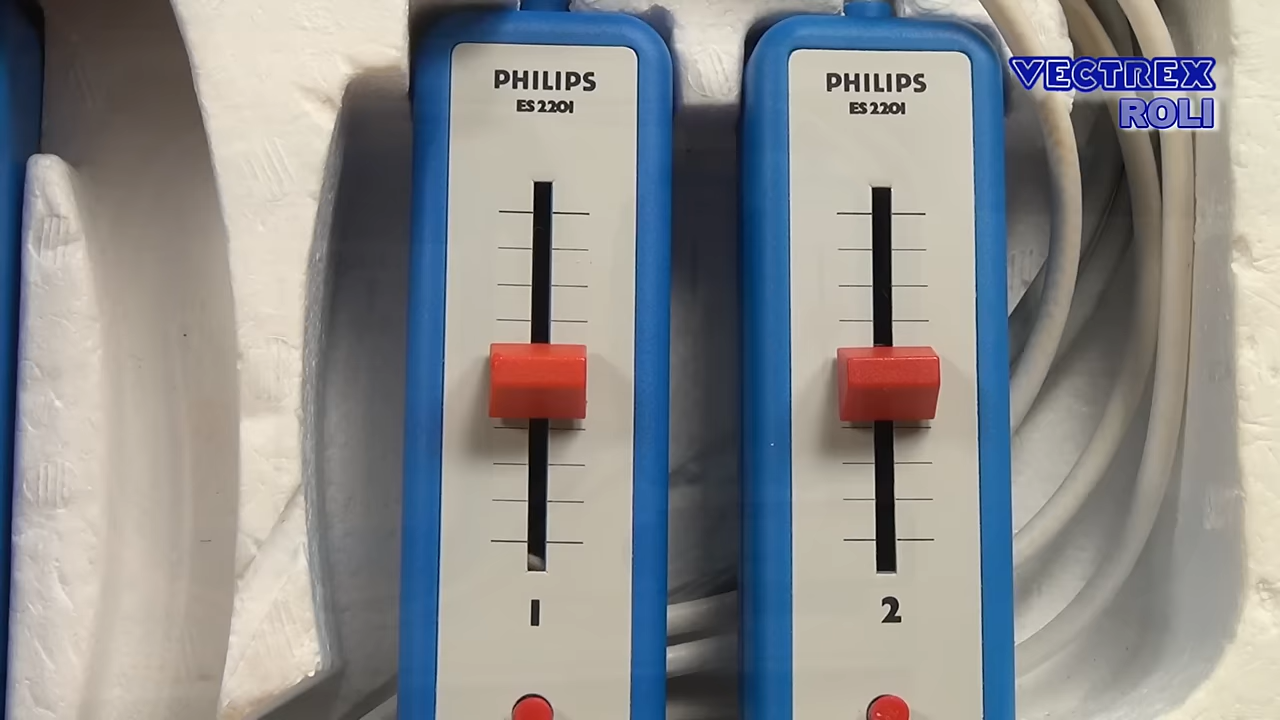 PHILIPS
ES 2201
PHILIPS
ES 2201
VECTREX
ROLI
1
2